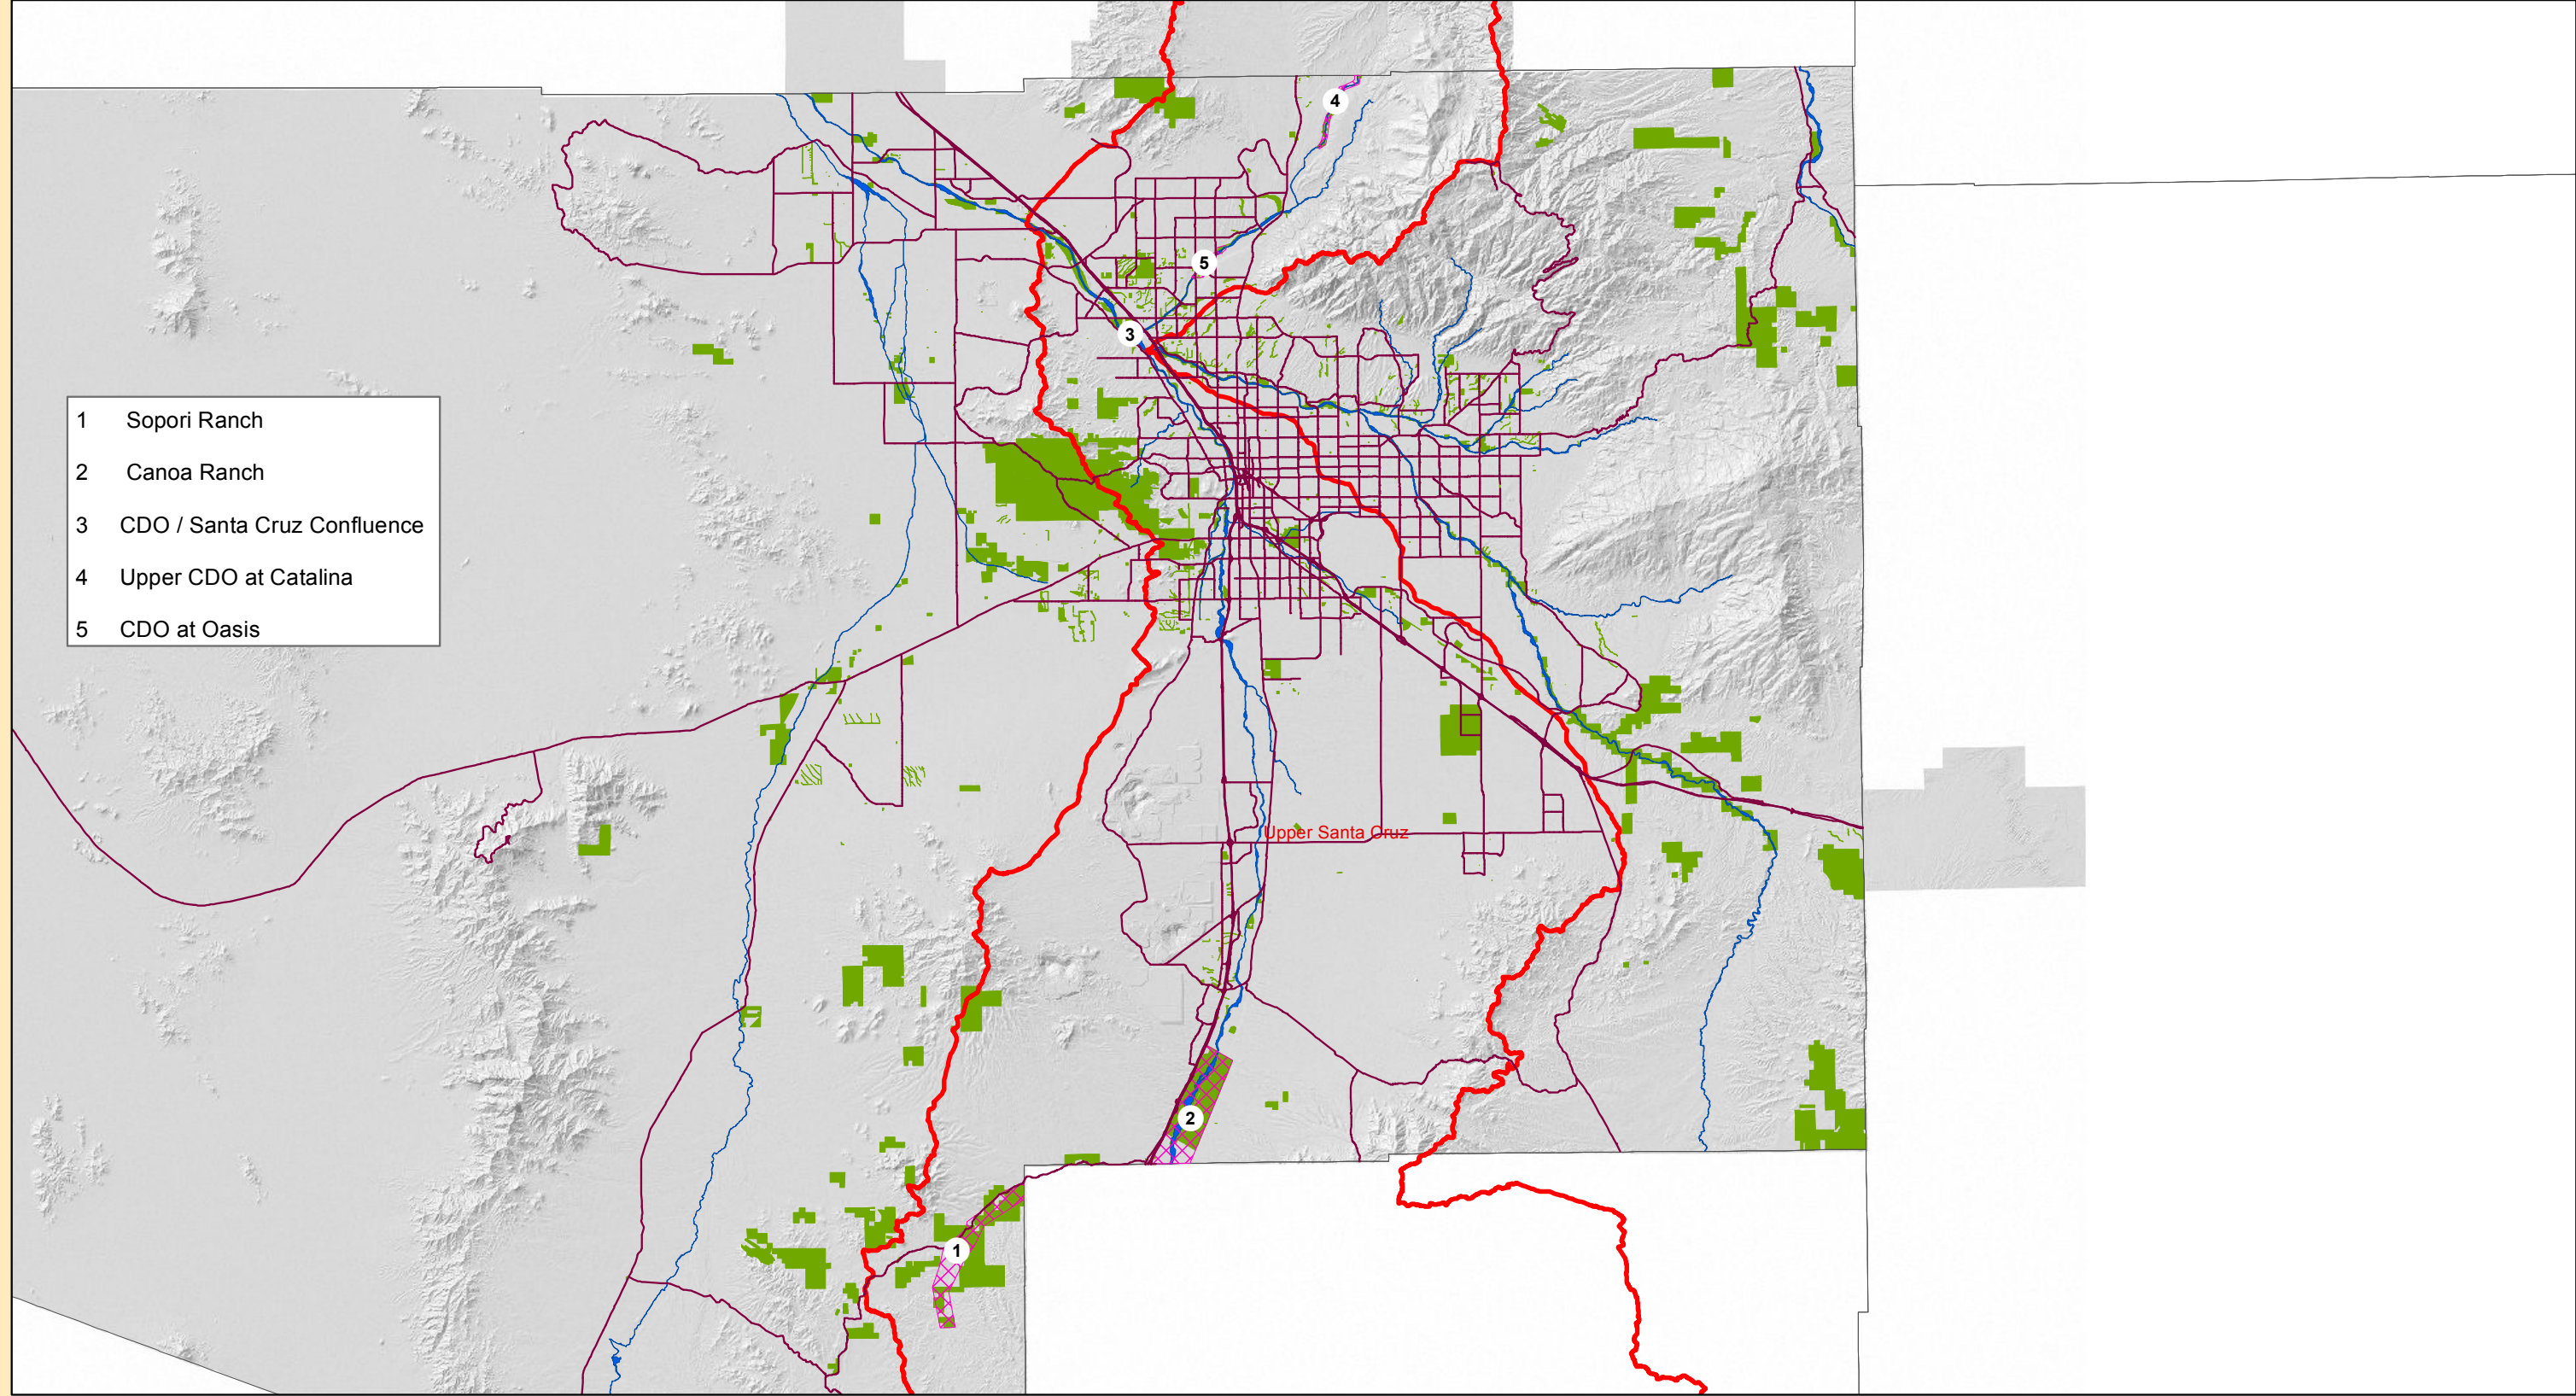 4
5
3
1 Sopori Ranch
2 Canoa Ranch
3 CDO / Santa Cruz Confluence
4 Upper CDO at Catalina
5 CDO at Oasis
Upper Santa Cruz
2
1